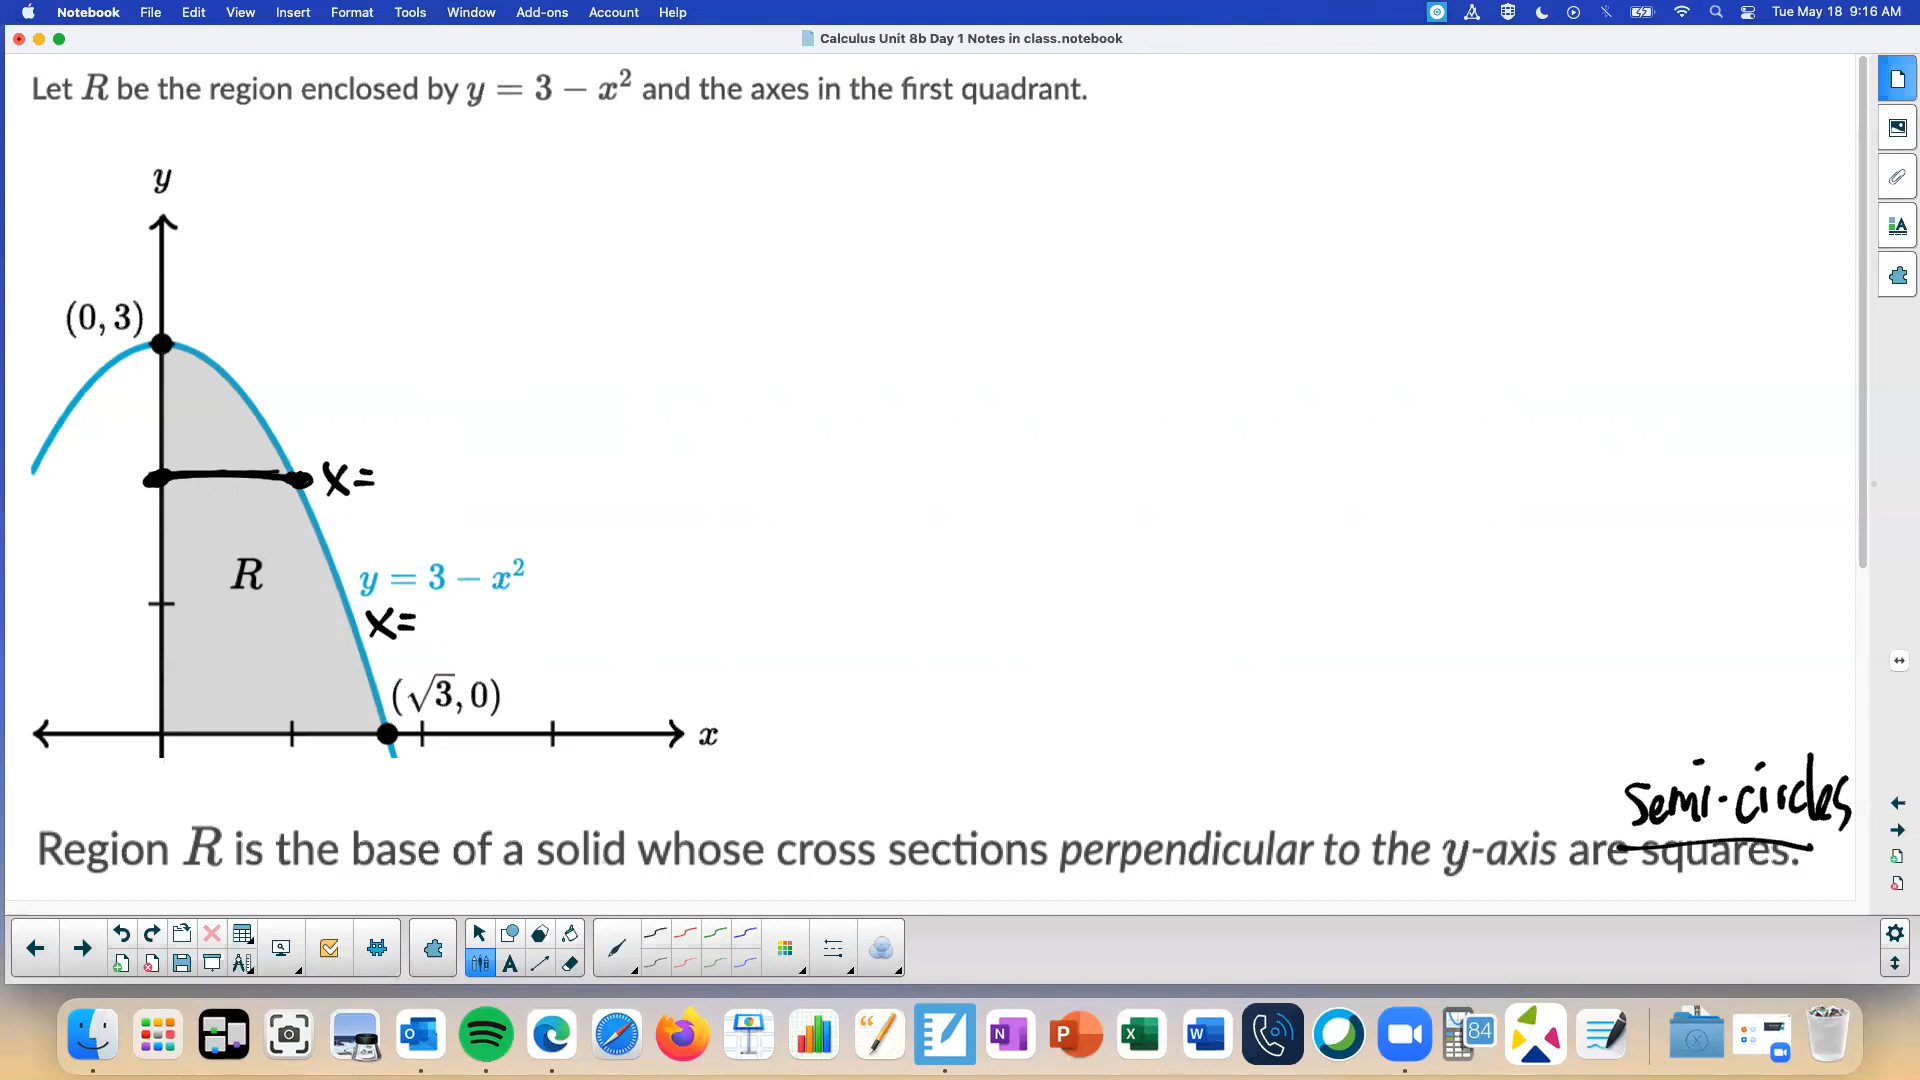 Notebook File Edit View Insert Format Tools Window Add-ons Account Help Tue May 18 9:16 AM
Calculus Unit 8b Day 1 Notes in class.notebook
Let R be the region enclosed by y = 3 − x² and the axes in the first quadrant.
y
(0, 3)
x=
R
y = 3 − x²
x=
(√3, 0)
x
semi-circles
Region R is the base of a solid whose cross sections perpendicular to the y-axis are squares.
A
A
N P X W 84
X